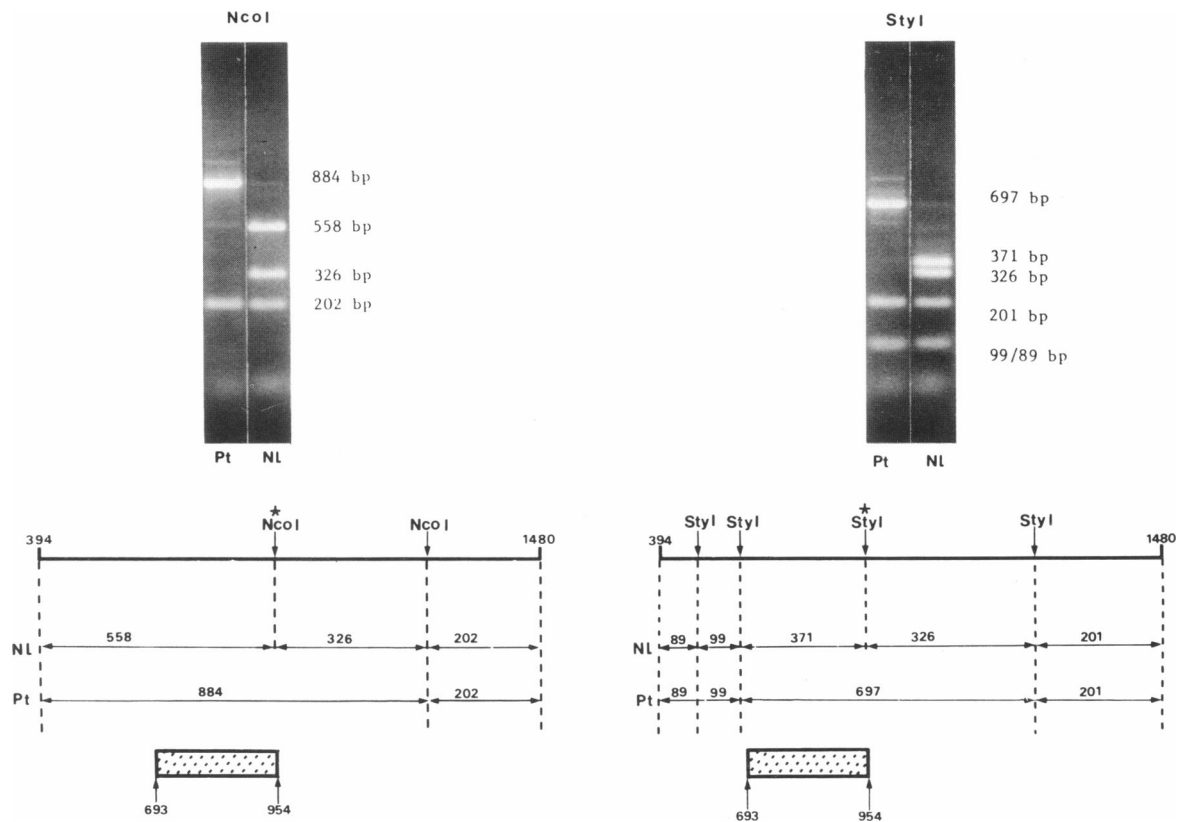 NcoI
884 bp
558 bp
326 bp
202 bp
Pt NL
StyI
697 bp
371 bp
326 bp
201 bp
99/89 bp
Pt NL
*
394 NcoI NcoI 1480
NL 558 326 202
Pt 884 202
693 954
*
394 StyI StyI StyI StyI 1480
NL 89 99 371 326 201
Pt 89 99 697 201
693 954